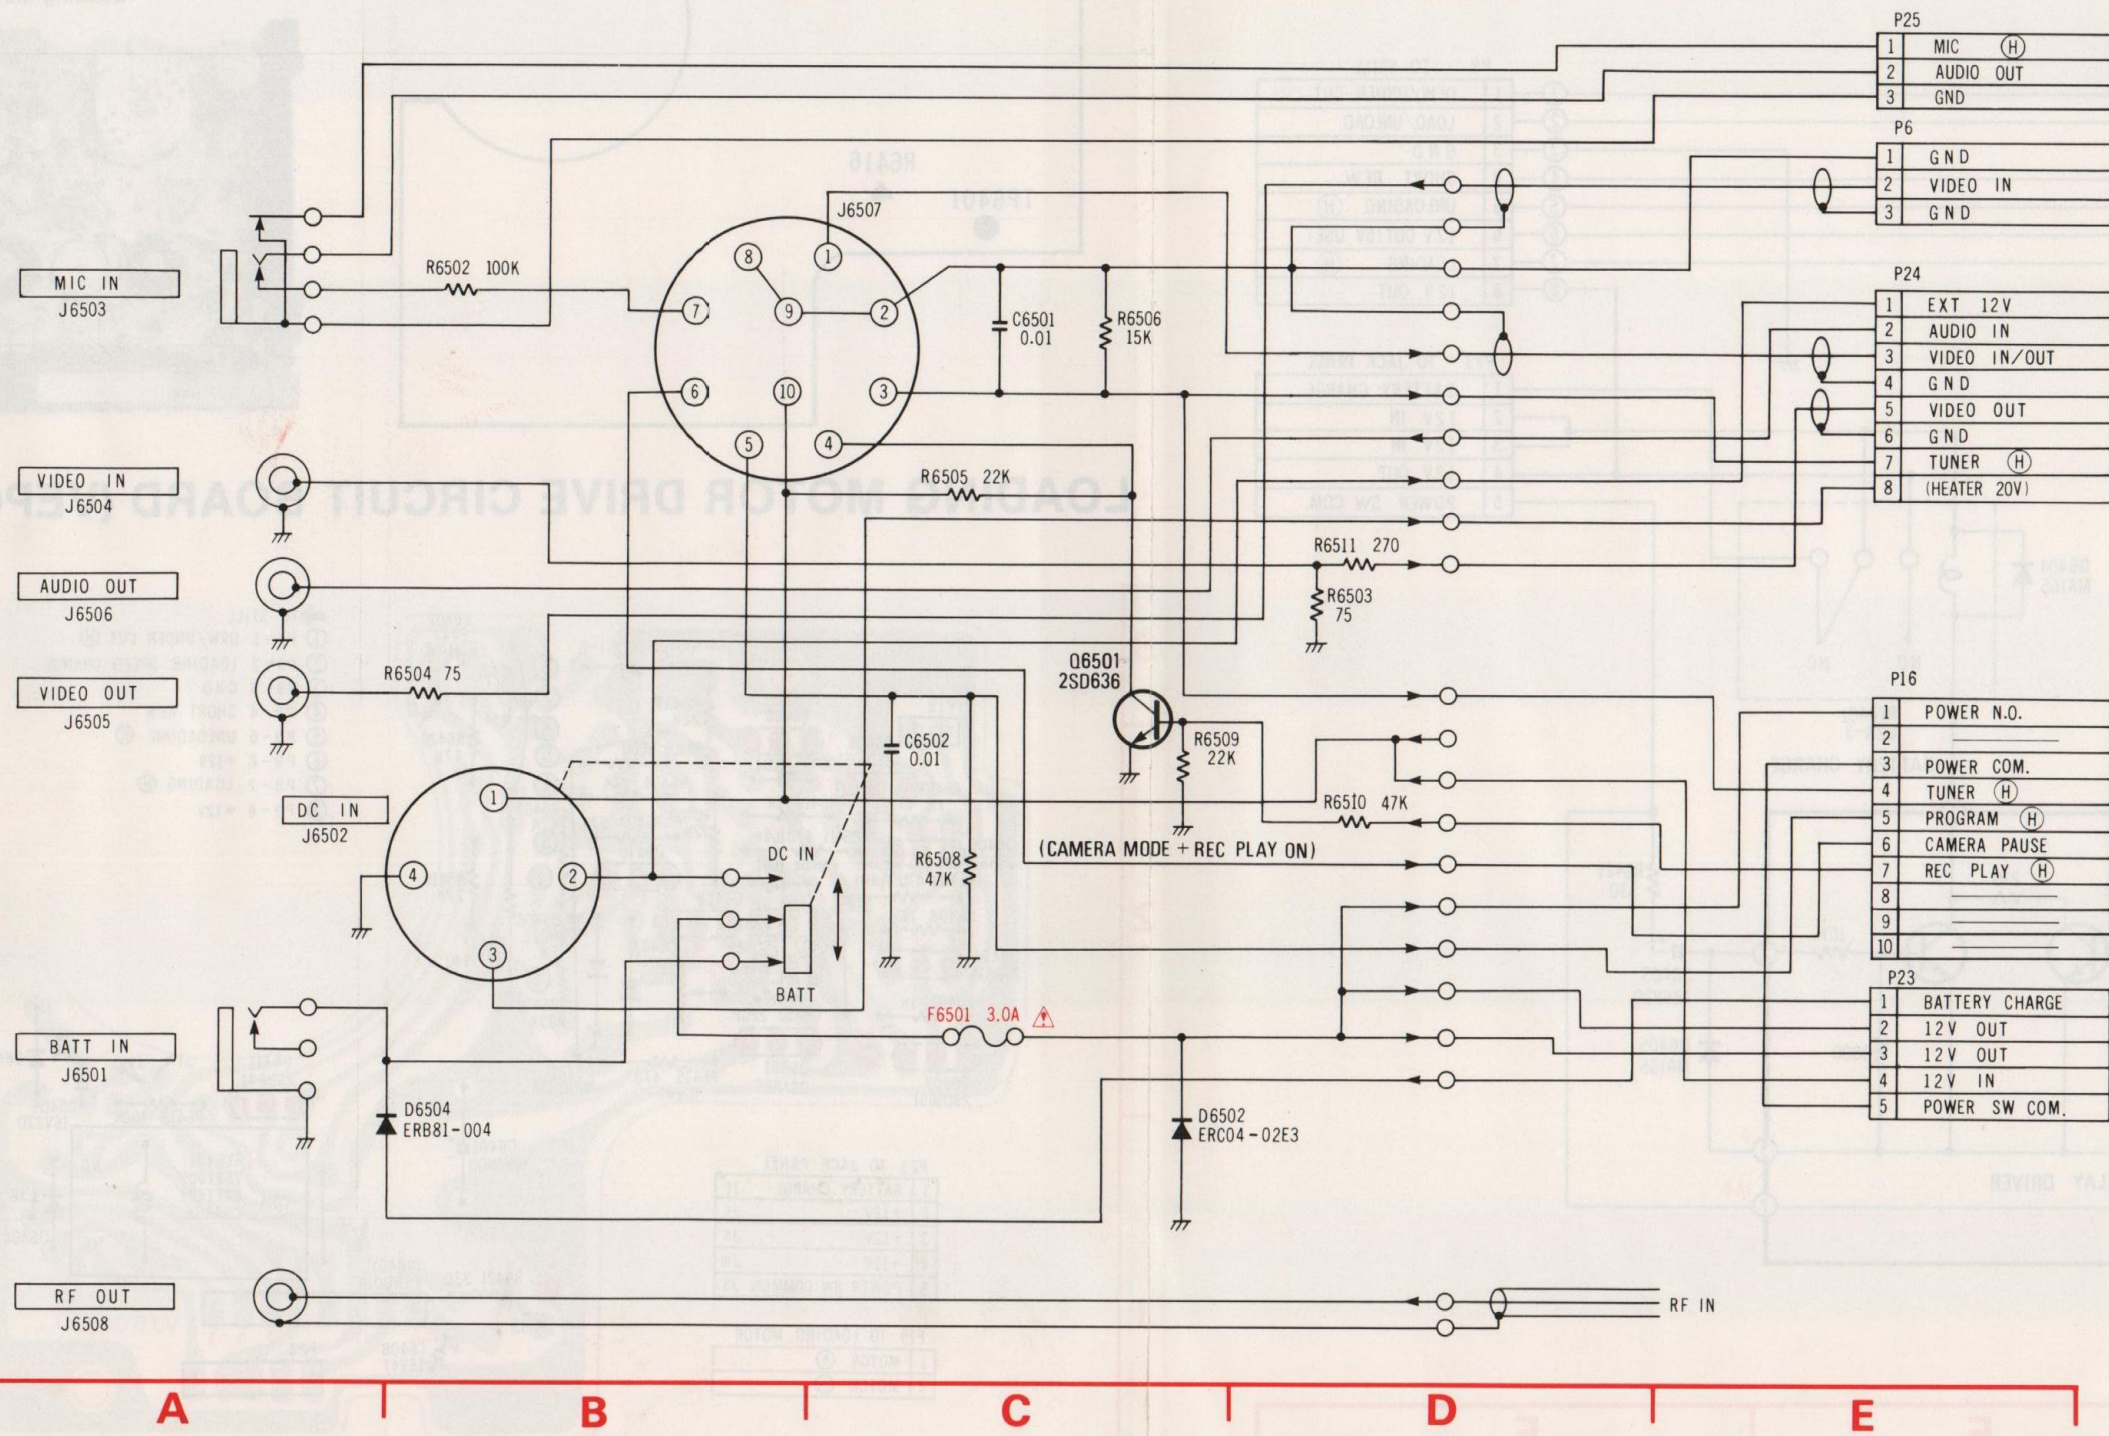 P25
1 MIC Ⓗ
2 AUDIO OUT
3 GND
P6
1 GND
2 VIDEO IN
3 GND
P24
1 EXT 12V
2 AUDIO IN
3 VIDEO IN/OUT
4 GND
5 VIDEO OUT
6 GND
7 TUNER Ⓗ
8 (HEATER 20V)
P16
1 POWER N.O.
2
3 POWER COM.
4 TUNER Ⓗ
5 PROGRAM Ⓗ
6 CAMERA PAUSE
7 REC PLAY Ⓗ
8
9
10
P23
1 BATTERY CHARGE
2 12V OUT
3 12V OUT
4 12V IN
5 POWER SW COM.
MIC IN
J6503
R6502 100K
J6507
8
1
7
9
2
6
10
3
5
4
C6501
0.01
R6506
15K
VIDEO IN
J6504
R6505 22K
AUDIO OUT
J6506
R6511 270
R6503
75
VIDEO OUT
J6505
R6504 75
Q6501
2SD636
C6502
0.01
R6509
22K
DC IN
J6502
1
4
2
3
DC IN
BATT
R6508
47K
R6510 47K
(CAMERA MODE + REC PLAY ON)
F6501 3.0A
BATT IN
J6501
D6504
ERB81-004
D6502
ERC04-02E3
RF OUT
J6508
RF IN
A B C D E